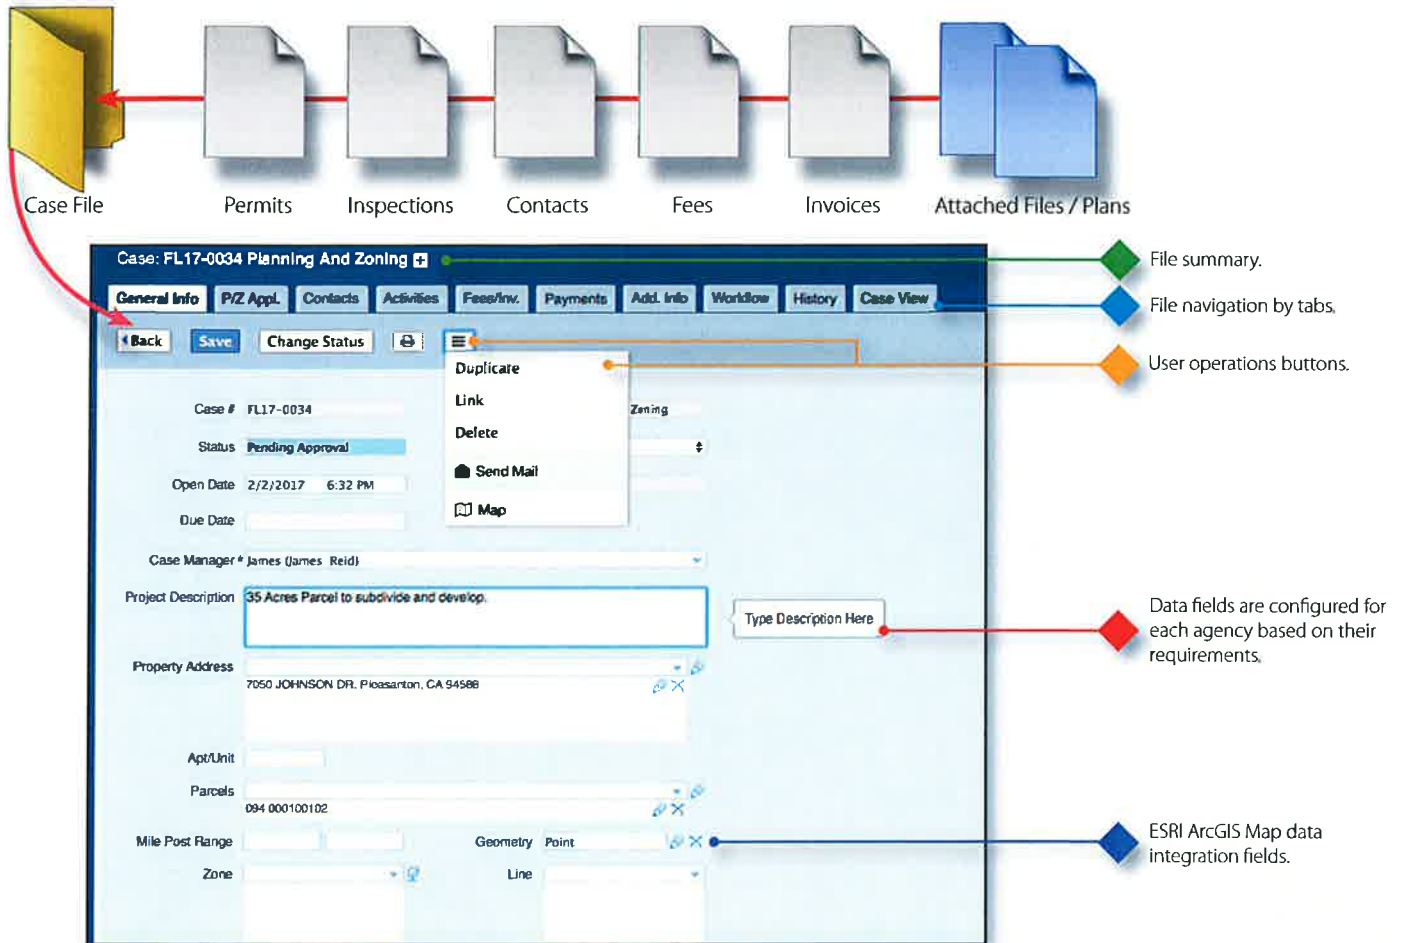 Case File
Permits
Inspections
Contacts
Fees
Invoices
Attached Files / Plans
Case: FL17-0034 Planning And Zoning
General Info P/Z Appl. Contacts Activities Fees/Inv. Payments Add. Info Workflow History Case View
Back Save Change Status
Duplicate
Link
Delete
Send Mail
Map
Case # FL17-0034
Zoning
Status Pending Approval
Open Date 2/2/2017 6:32 PM
Due Date
Case Manager * James (James Reid)
Project Description 35 Acres Parcel to subdivide and develop.
Type Description Here
Property Address
7050 JOHNSON DR. Pleasanton, CA 94588
Apt/Unit
Parcels
094 000100102
Mile Post Range Geometry Point
Zone Line
File summary.
File navigation by tabs.
User operations buttons.
Data fields are configured for
each agency based on their
requirements.
ESRI ArcGIS Map data
integration fields.